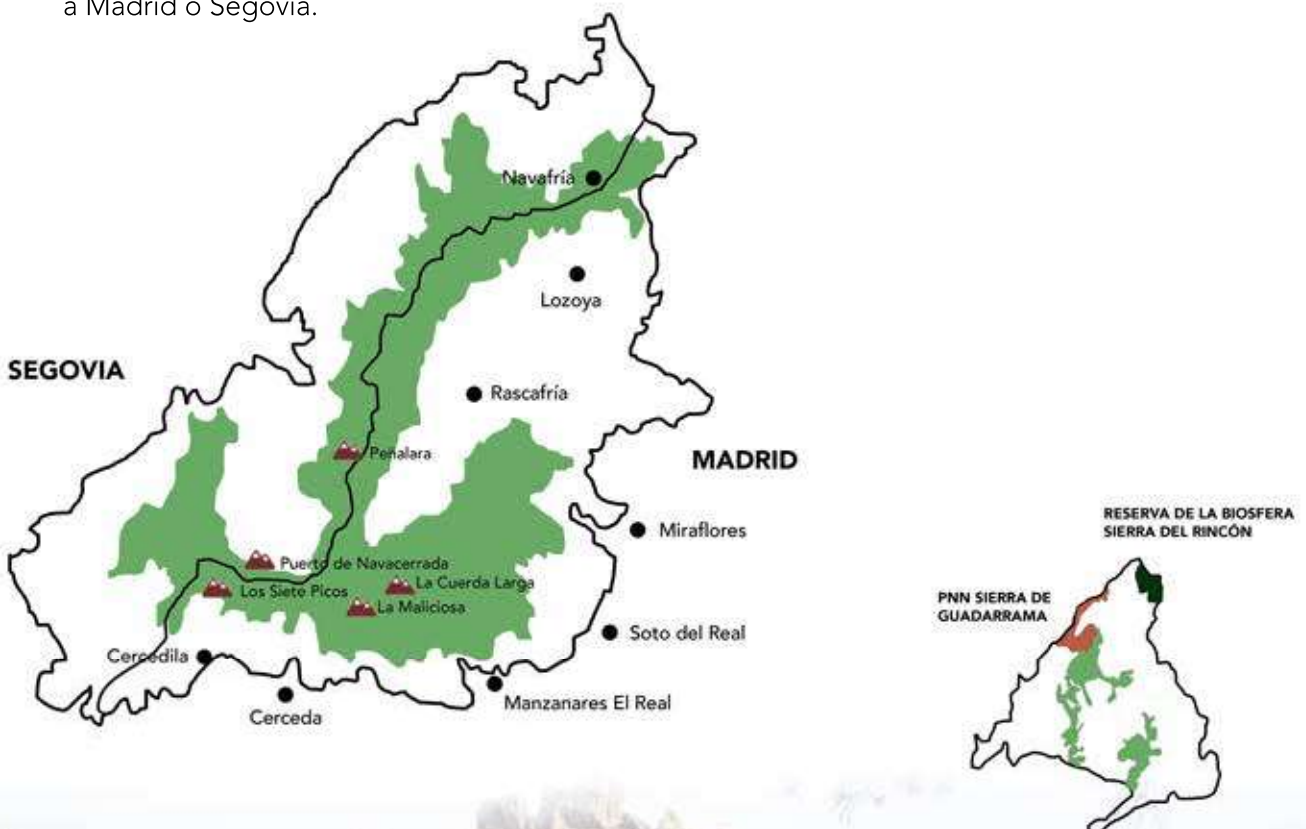 a Madrid o Segovia.
Navafría
Lozoya
SEGOVIA
Rascafría
Peñalara
MADRID
Miraflores
Puerto de Navacerrada
La Cuerda Larga
Los Siete Picos
La Maliciosa
Soto del Real
Cercedila
Manzanares El Real
Cerceda
RESERVA DE LA BIOSFERA
SIERRA DEL RINCÓN
PNN SIERRA DE
GUADARRAMA